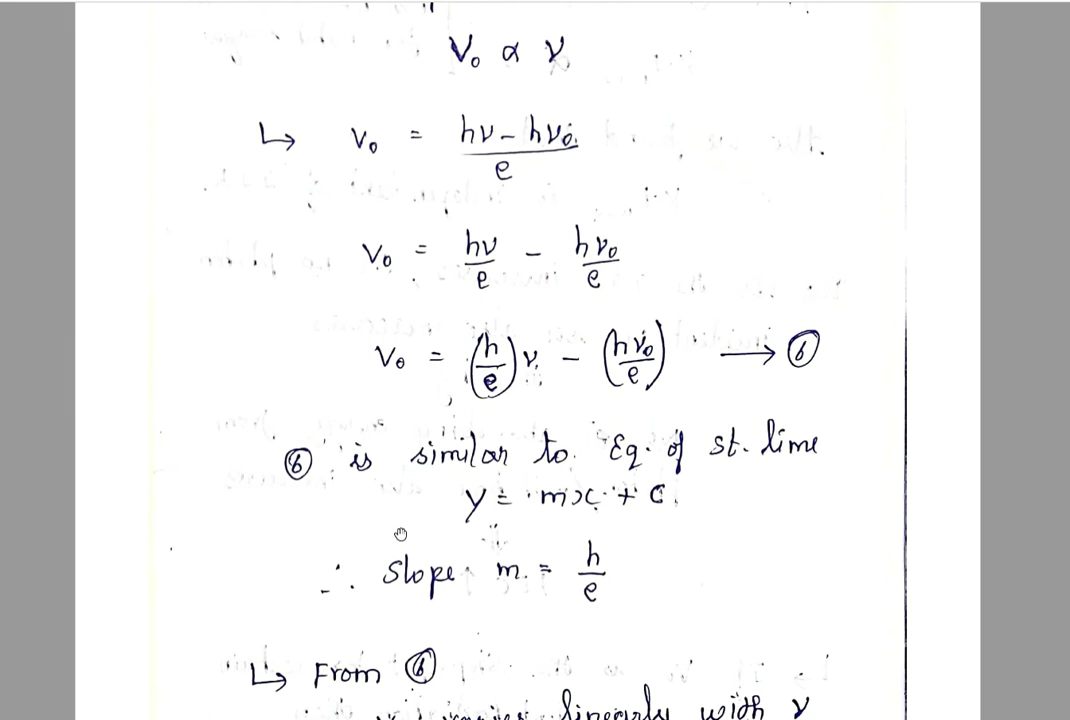 V₀ α ν
↳ V₀ = (hν - hν₀)/e
V₀ = hν/e - hν₀/e
V₀ = (h/e)ν - (hν₀/e) → ⑥
⑥ is similar to Eq. of st. line
y = mx + c.
∴ slope m = h/e
↳ From ⑥
linearly with ν